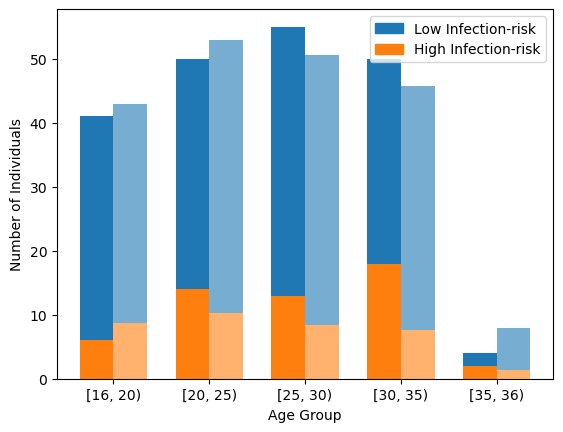 Low Infection-risk
High Infection-risk
Number of Individuals
50
40
30
20
10
0
[16, 20)
[20, 25)
[25, 30)
[30, 35)
[35, 36)
Age Group